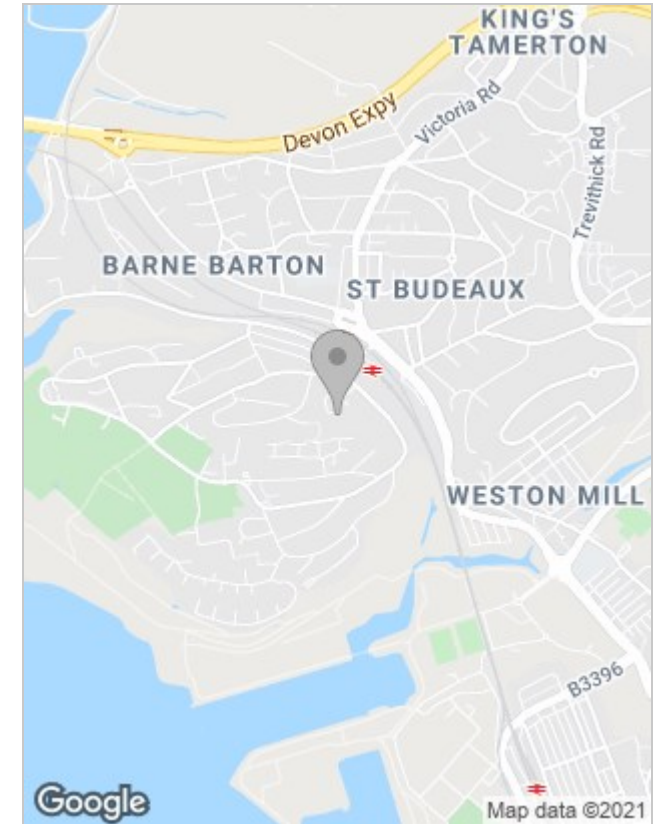 KING'S
TAMERTON
Devon Expy
Victoria Rd
Trevithick Rd
BARNE BARTON
ST BUDEAUX
WESTON MILL
B3396
Google
Map data ©2021